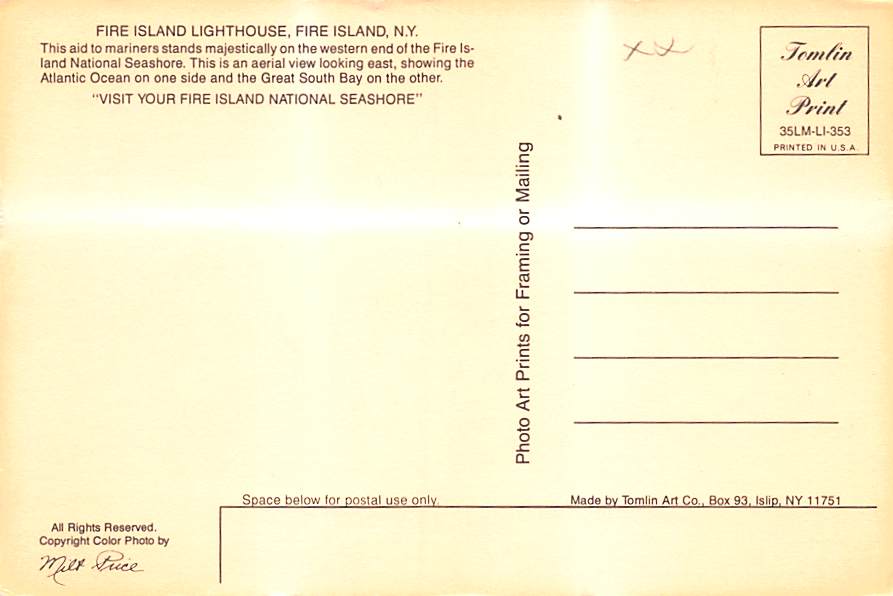 FIRE ISLAND LIGHTHOUSE, FIRE ISLAND, N.Y.
This aid to mariners stands majestically on the western end of the Fire Is-
land National Seashore. This is an aerial view looking east, showing the
Atlantic Ocean on one side and the Great South Bay on the other.
"VISIT YOUR FIRE ISLAND NATIONAL SEASHORE"
xx
Tomlin
Art
Print
35LM-LI-353
PRINTED IN U.S.A.
Photo Art Prints for Framing or Mailing
Space below for postal use only.
Made by Tomlin Art Co., Box 93, Islip, NY 11751
All Rights Reserved.
Copyright Color Photo by
Milt Price